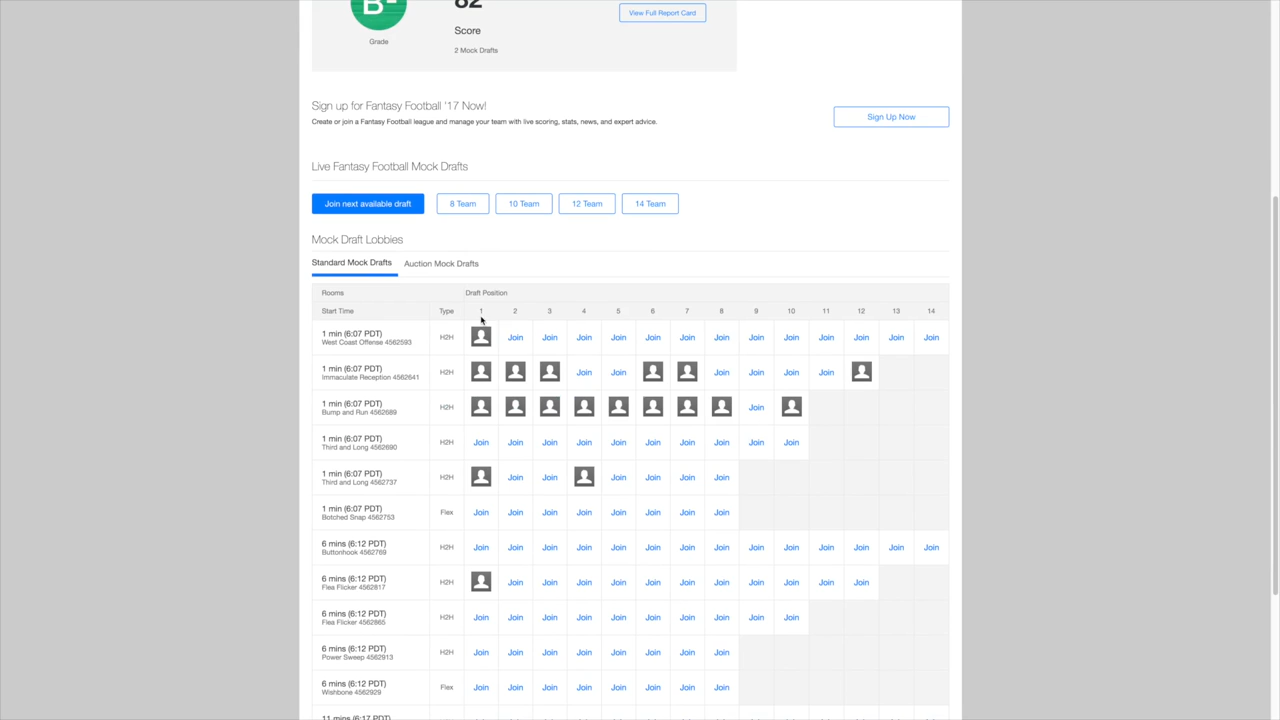 B-
82
View Full Report Card
Score
Grade
2 Mock Drafts
Sign up for Fantasy Football '17 Now!
Create or join a Fantasy Football league and manage your team with live scoring, stats, news, and expert advice.
Sign Up Now
Live Fantasy Football Mock Drafts
Join next available draft 8 Team 10 Team 12 Team 14 Team
Mock Draft Lobbies
Standard Mock Drafts Auction Mock Drafts
Rooms Draft Position
Start Time Type 1 2 3 4 5 6 7 8 9 10 11 12 13 14
1 min (6:07 PDT)
West Coast Offense 4562593
H2H Join Join Join Join Join Join Join Join Join Join Join Join Join
1 min (6:07 PDT)
Immaculate Reception 4562641
H2H Join Join Join Join Join Join
1 min (6:07 PDT)
Bump and Run 4562689
H2H Join
1 min (6:07 PDT)
Third and Long 4562690
H2H Join Join Join Join Join Join Join Join Join Join
1 min (6:07 PDT)
Third and Long 4562737
H2H Join Join Join Join Join Join
1 min (6:07 PDT)
Botched Snap 4562753
Flex Join Join Join Join Join Join Join Join
6 mins (6:12 PDT)
Buttonhook 4562769
H2H Join Join Join Join Join Join Join Join Join Join Join Join Join Join
6 mins (6:12 PDT)
Flea Flicker 4562817
H2H Join Join Join Join Join Join Join Join Join Join Join
6 mins (6:12 PDT)
Flea Flicker 4562865
H2H Join Join Join Join Join Join Join Join Join Join
6 mins (6:12 PDT)
Power Sweep 4562913
H2H Join Join Join Join Join Join Join Join
6 mins (6:12 PDT)
Wishbone 4562929
Flex Join Join Join Join Join Join Join Join
11 mins (6:17 PDT)